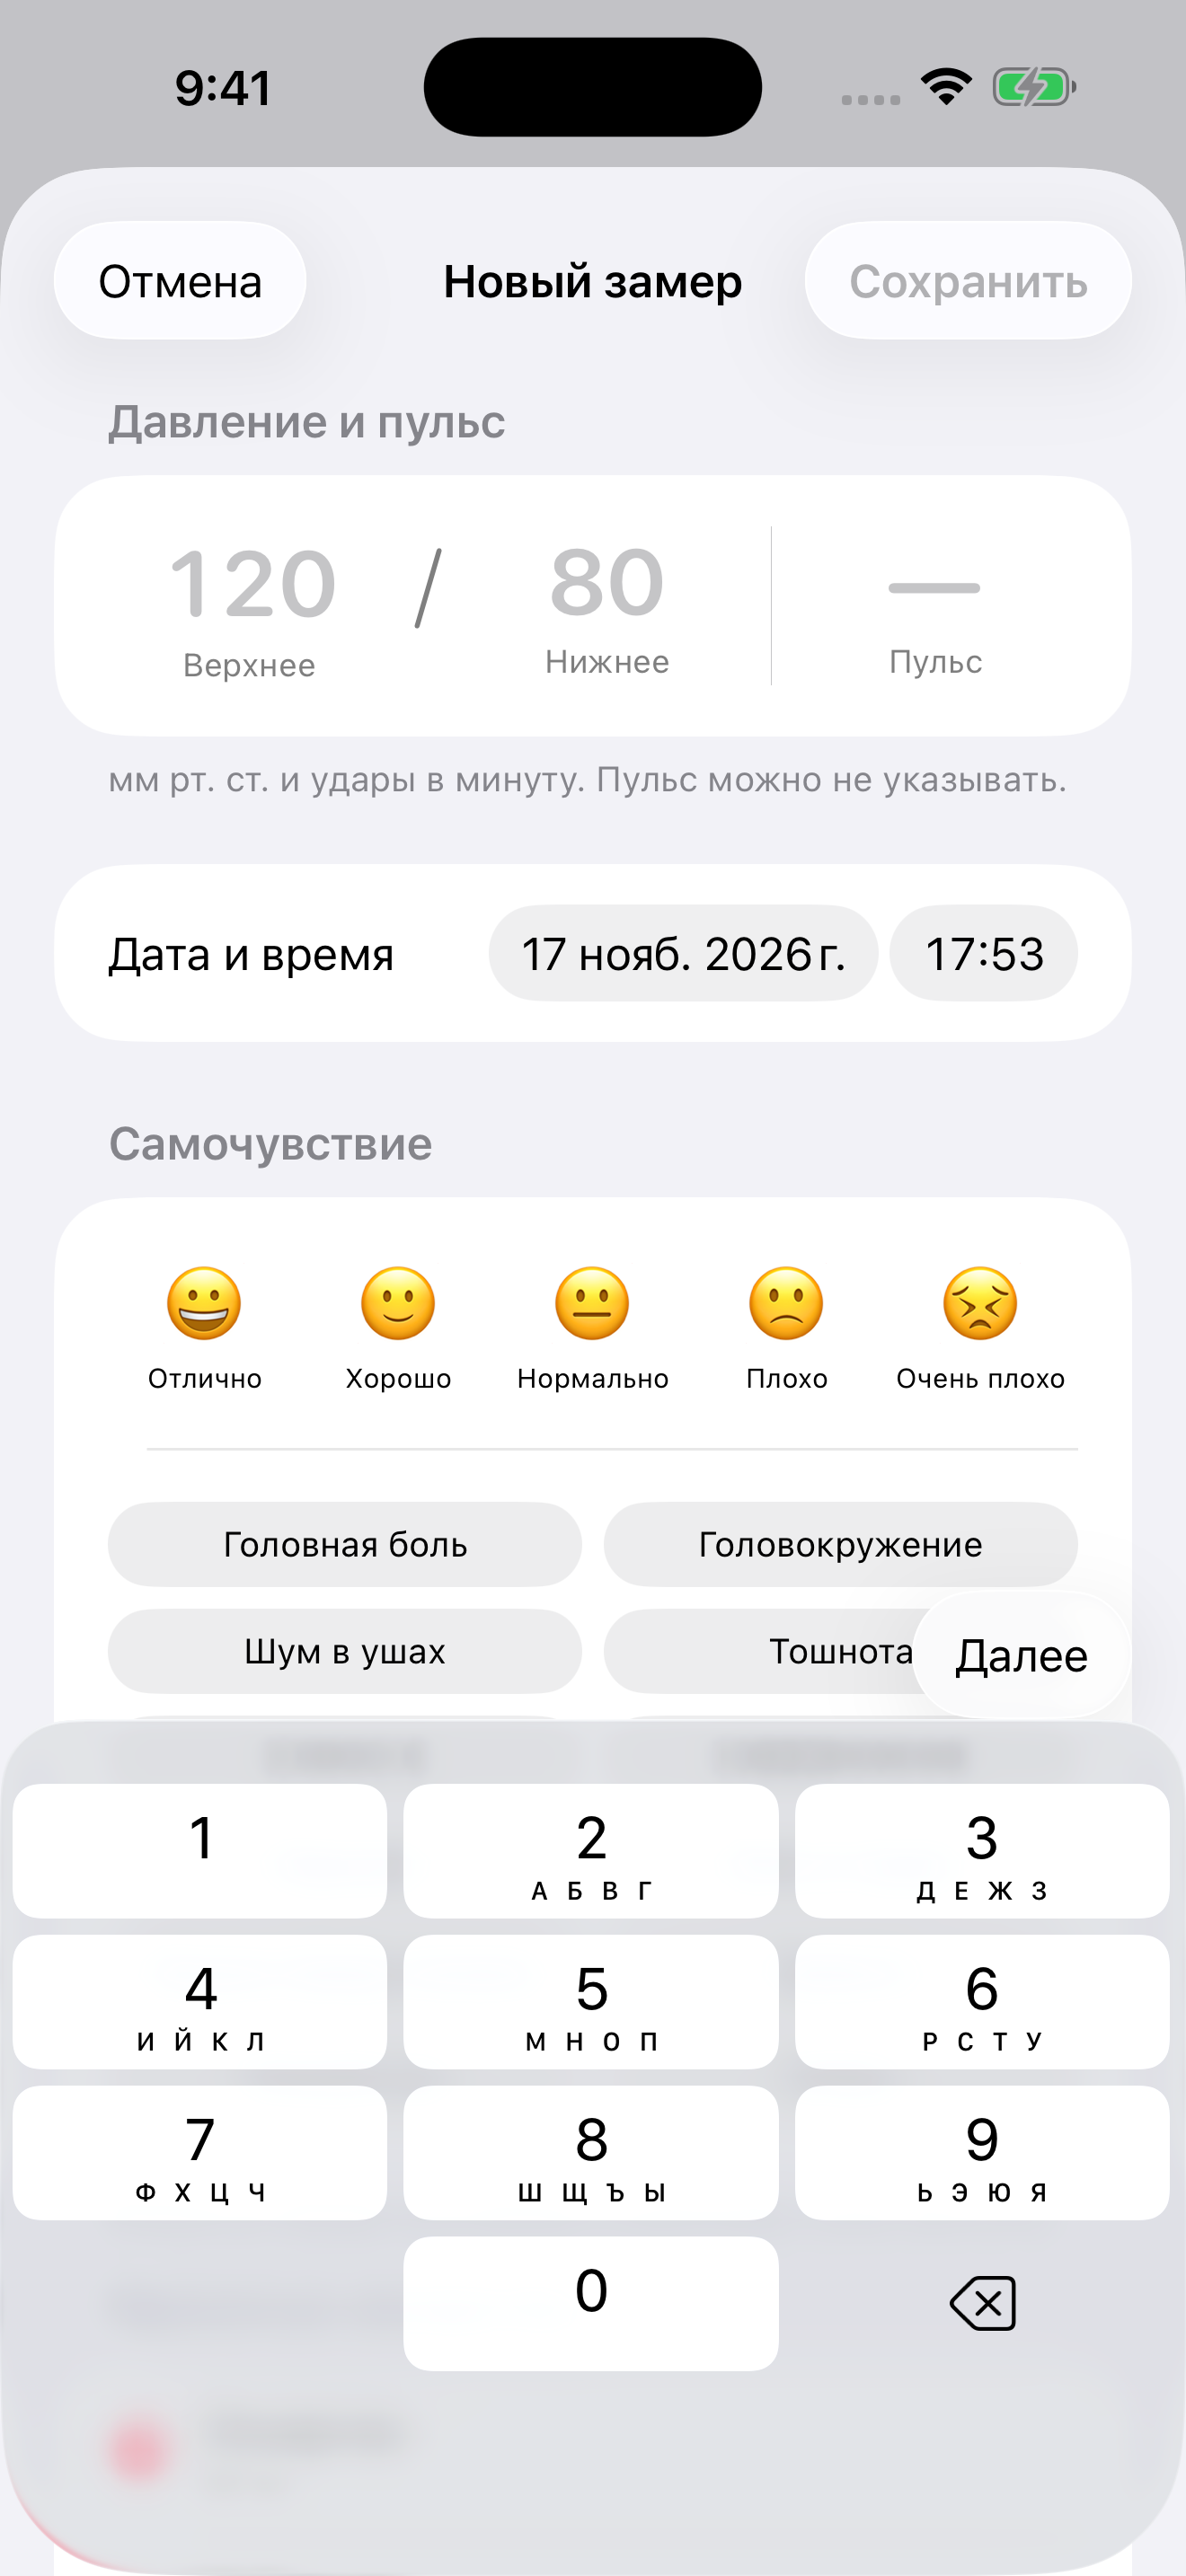 9:41
Отмена
Новый замер
Сохранить
Давление и пульс
120 / 80 —
Верхнее Нижнее Пульс
мм рт. ст. и удары в минуту. Пульс можно не указывать.
Дата и время 17 нояб. 2026 г. 17:53
Самочувствие
Отлично Хорошо Нормально Плохо Очень плохо
Головная боль Головокружение
Шум в ушах Тошнота
Далее
1 2 3
А Б В Г Д Е Ж З
4 5 6
И Й К Л М Н О П Р С Т У
7 8 9
Ф Х Ц Ч Ш Щ Ъ Ы Ь Э Ю Я
0